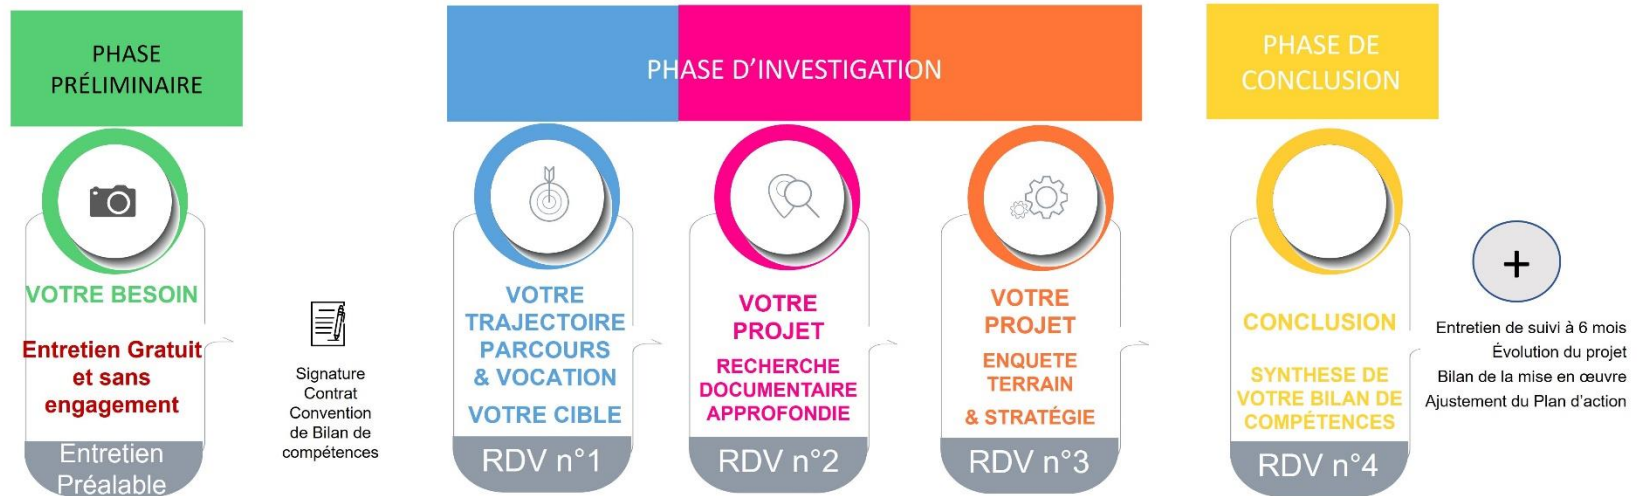 PHASE
PRÉLIMINAIRE
VOTRE BESOIN
Entretien Gratuit
et sans
engagement
Entretien
Préalable
Signature
Contrat
Convention
de Bilan de
compétences
PHASE D'INVESTIGATION
VOTRE
TRAJECTOIRE
PARCOURS
& VOCATION
VOTRE CIBLE
RDV n°1
VOTRE
PROJET
RECHERCHE
DOCUMENTAIRE
APPROFONDIE
RDV n°2
VOTRE
PROJET
ENQUETE
TERRAIN
& STRATÉGIE
RDV n°3
PHASE DE
CONCLUSION
CONCLUSION
SYNTHESE DE
VOTRE BILAN DE
COMPÉTENCES
RDV n°4
+
Entretien de suivi à 6 mois
Évolution du projet
Bilan de la mise en œuvre
Ajustement du Plan d'action